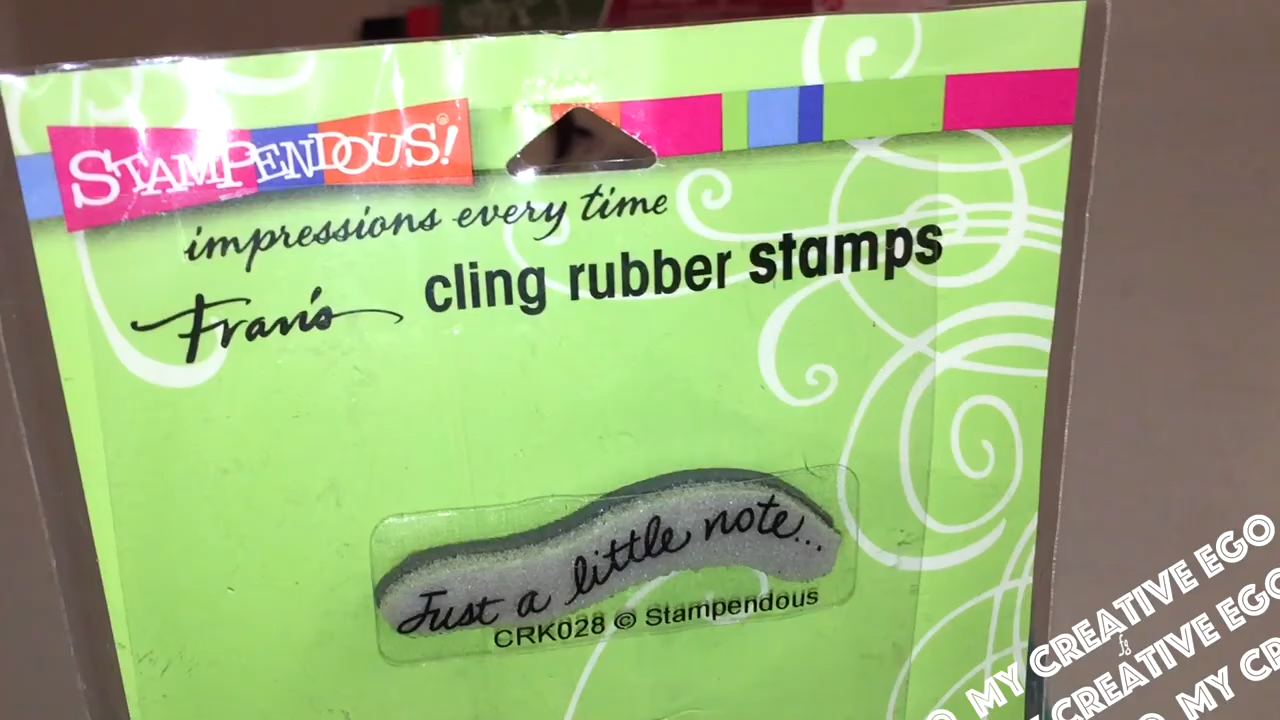 STAMPENDOUS!®
impressions every time
Fran's cling rubber stamps
Just a little note...
CRK028 © Stampendous
MY CREATIVE EGO
CREATIVE EGO
MY